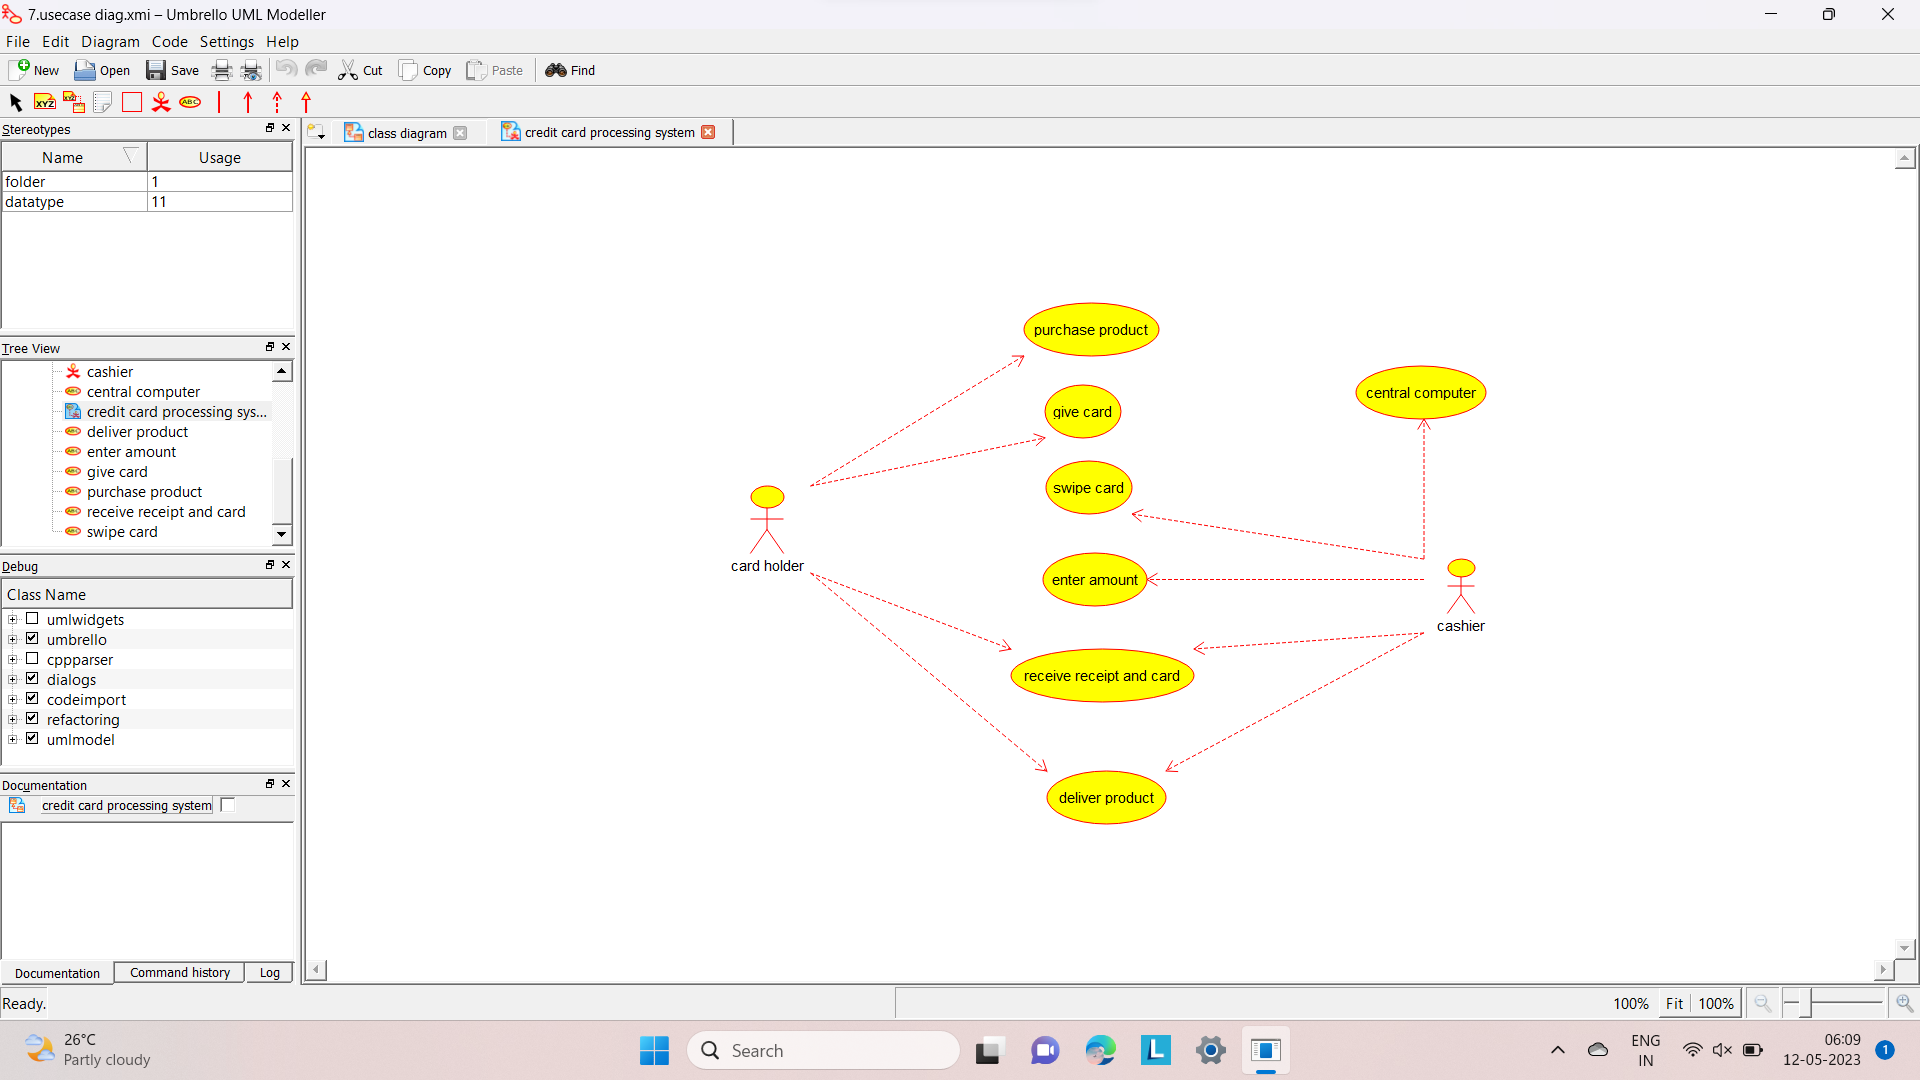 7.usecase diag.xmi – Umbrello UML Modeller
File Edit Diagram Code Settings Help
New Open Save Cut Copy Paste Find
XYZ ABC
Stereotypes
class diagram
credit card processing system
Name Usage
folder 1
datatype 11
Tree View
cashier
central computer
credit card processing sys...
deliver product
enter amount
give card
purchase product
receive receipt and card
swipe card
Debug
Class Name
umlwidgets
umbrello
cppparser
dialogs
codeimport
refactoring
umlmodel
Documentation
credit card processing system
Documentation Command history Log
purchase product
give card
central computer
swipe card
card holder
enter amount
cashier
receive receipt and card
deliver product
Ready.
100% Fit 100%
26°C
Partly cloudy
Search
L
ENG
IN
06:09
12-05-2023
1